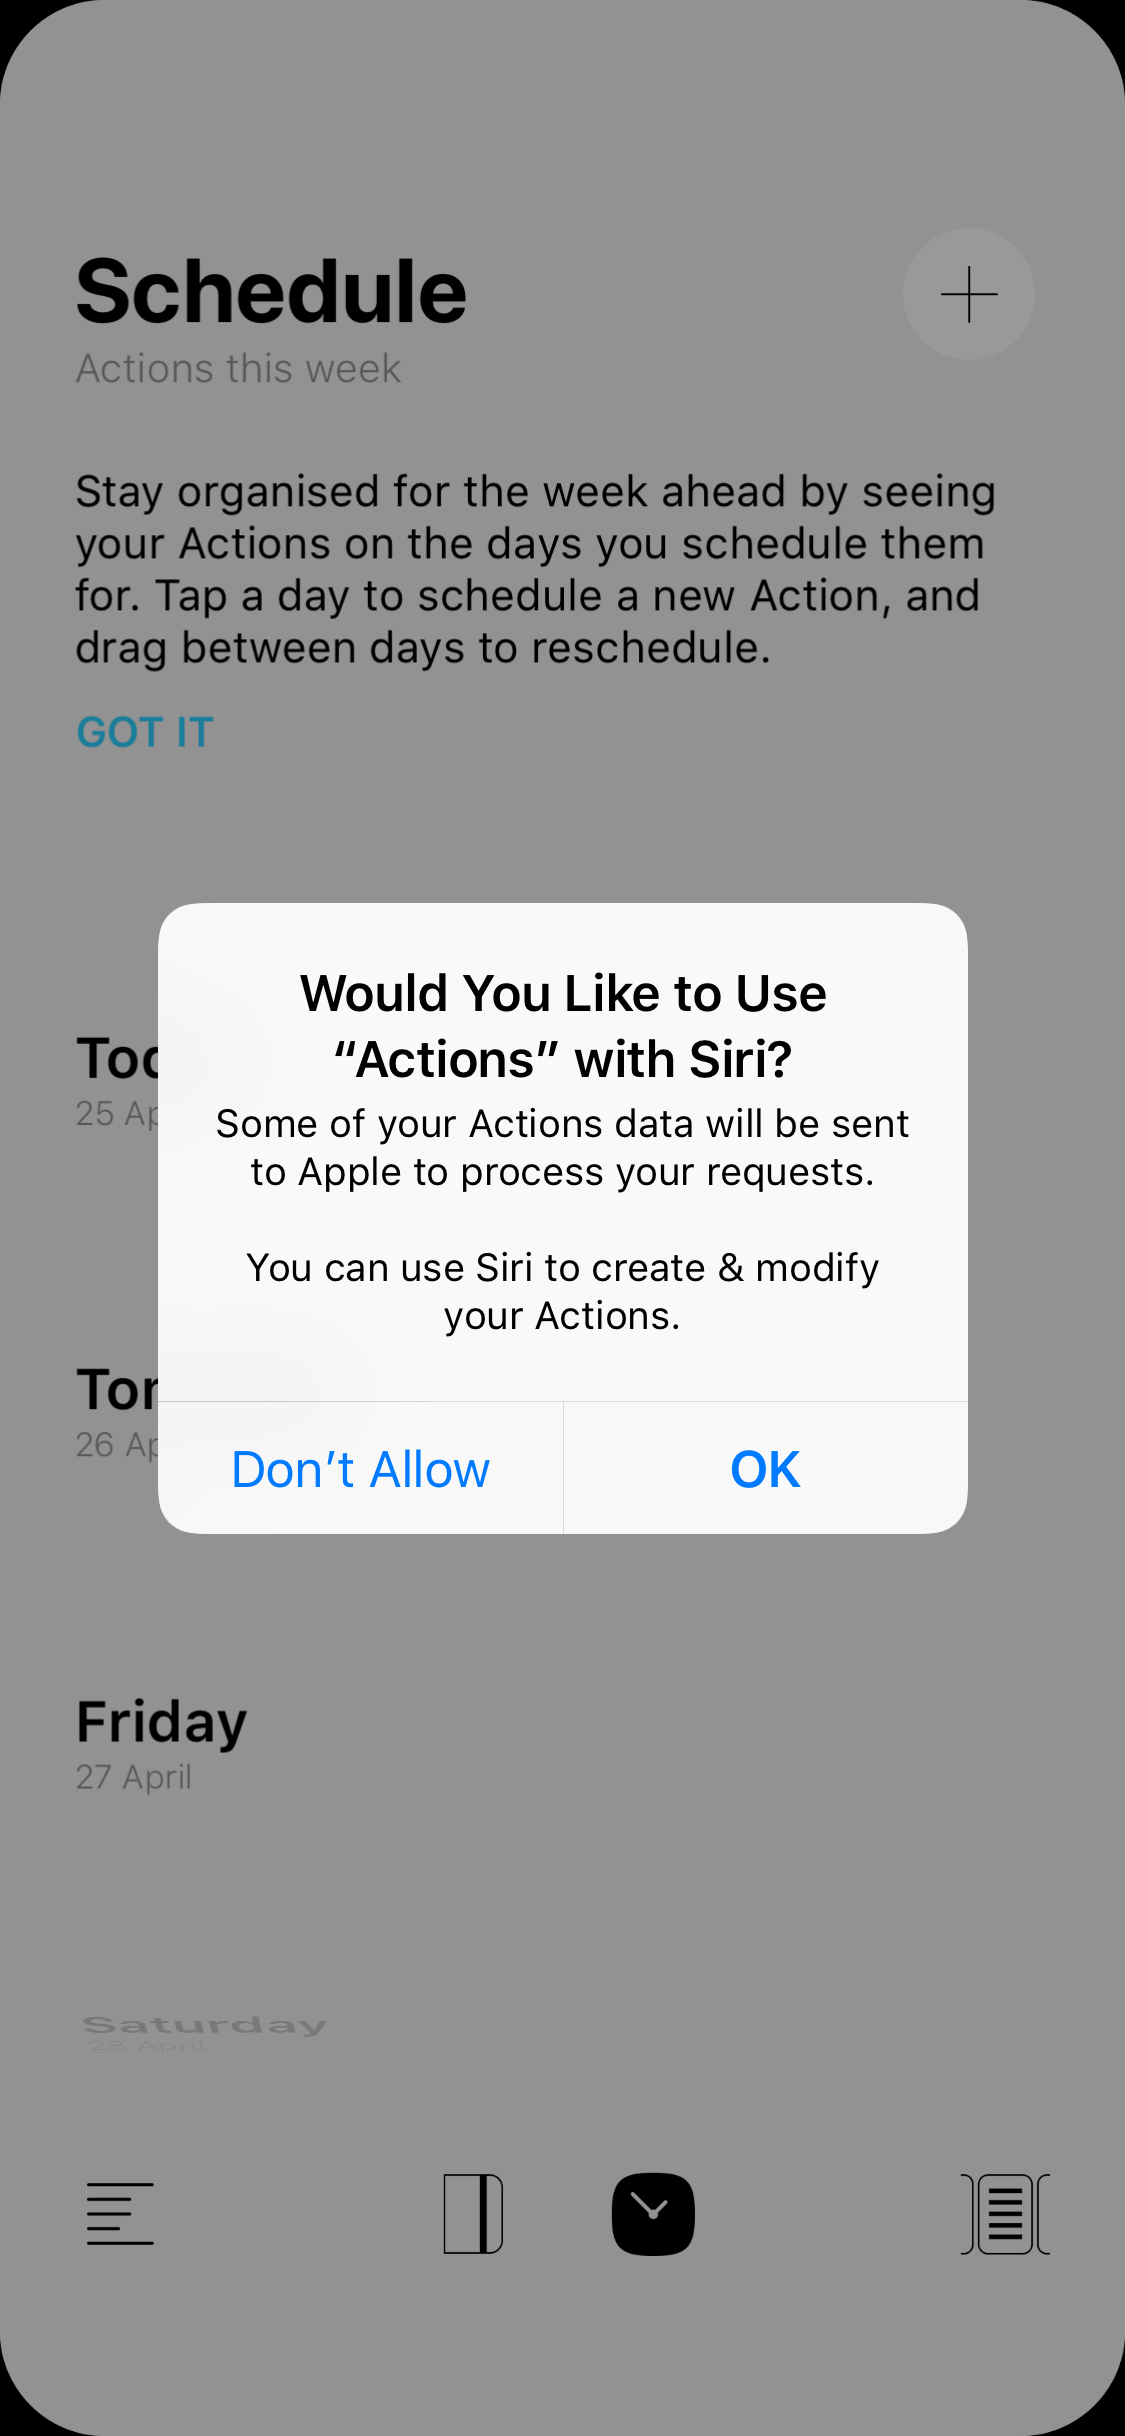 Schedule
Actions this week
Stay organised for the week ahead by seeing
your Actions on the days you schedule them
for. Tap a day to schedule a new Action, and
drag between days to reschedule.
GOT IT
Would You Like to Use
“Actions” with Siri?
Some of your Actions data will be sent
to Apple to process your requests.
You can use Siri to create & modify
your Actions.
Don’t Allow
OK
25
26
Friday
27 April
Saturday
28 April